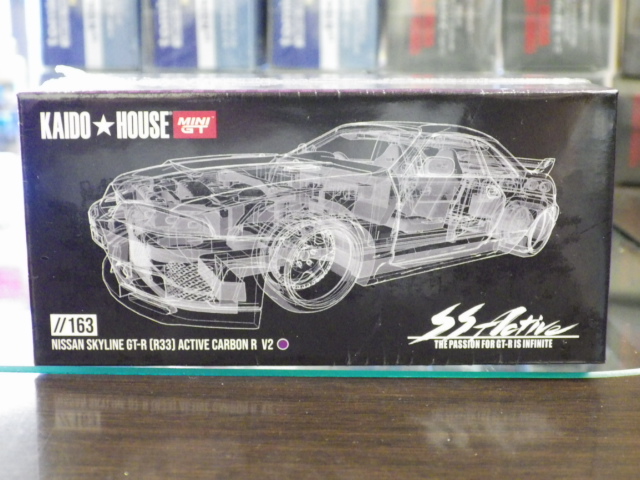 KAIDO★HOUSE MINI GT
//163
NISSAN SKYLINE GT-R (R33) ACTIVE CARBON R V2
SS Active
THE PASSION FOR GT-R IS INFINITE